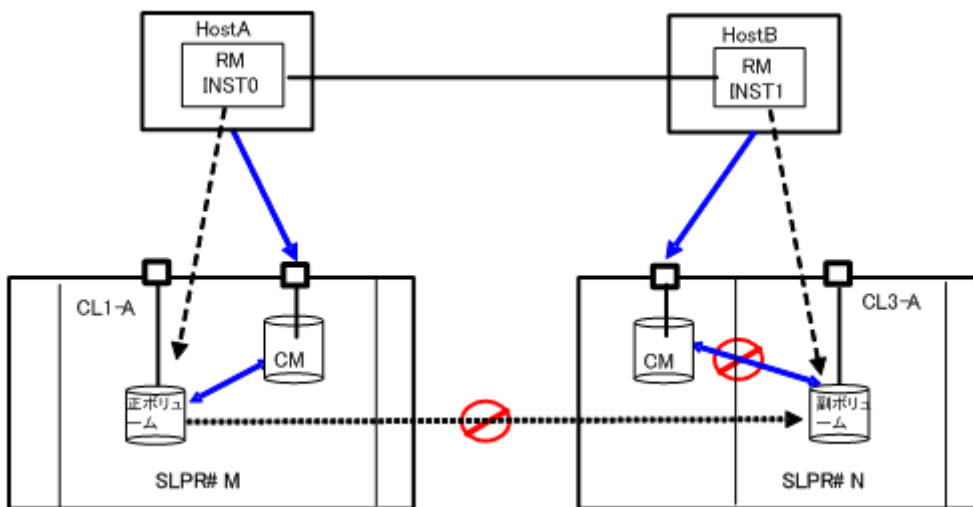 HostA
RM
INST0
HostB
RM
INST1
CL1-A
CM
正ボリュ
ーム
SLPR# M
CL3-A
CM
副ボリュ
ーム
SLPR# N